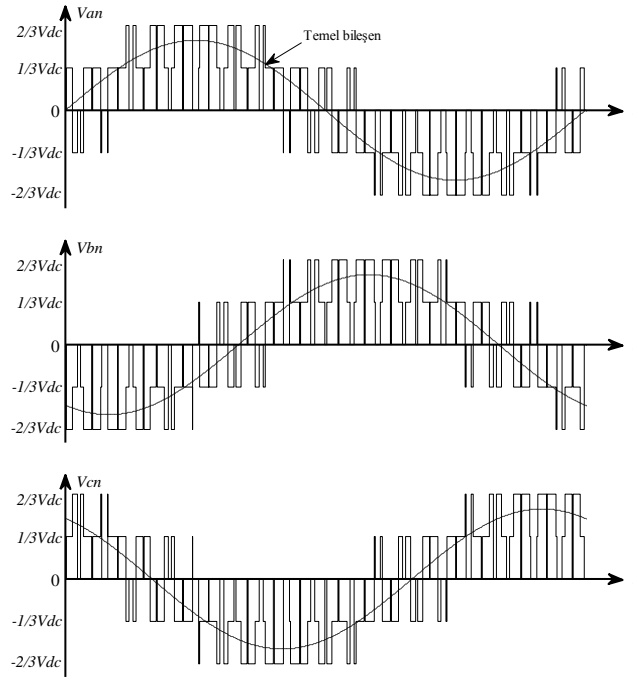 Van
2/3Vdc
Temel bileşen
1/3Vdc
0
-1/3Vdc
-2/3Vdc
Vbn
2/3Vdc
1/3Vdc
0
-1/3Vdc
-2/3Vdc
Vcn
2/3Vdc
1/3Vdc
0
-1/3Vdc
-2/3Vdc